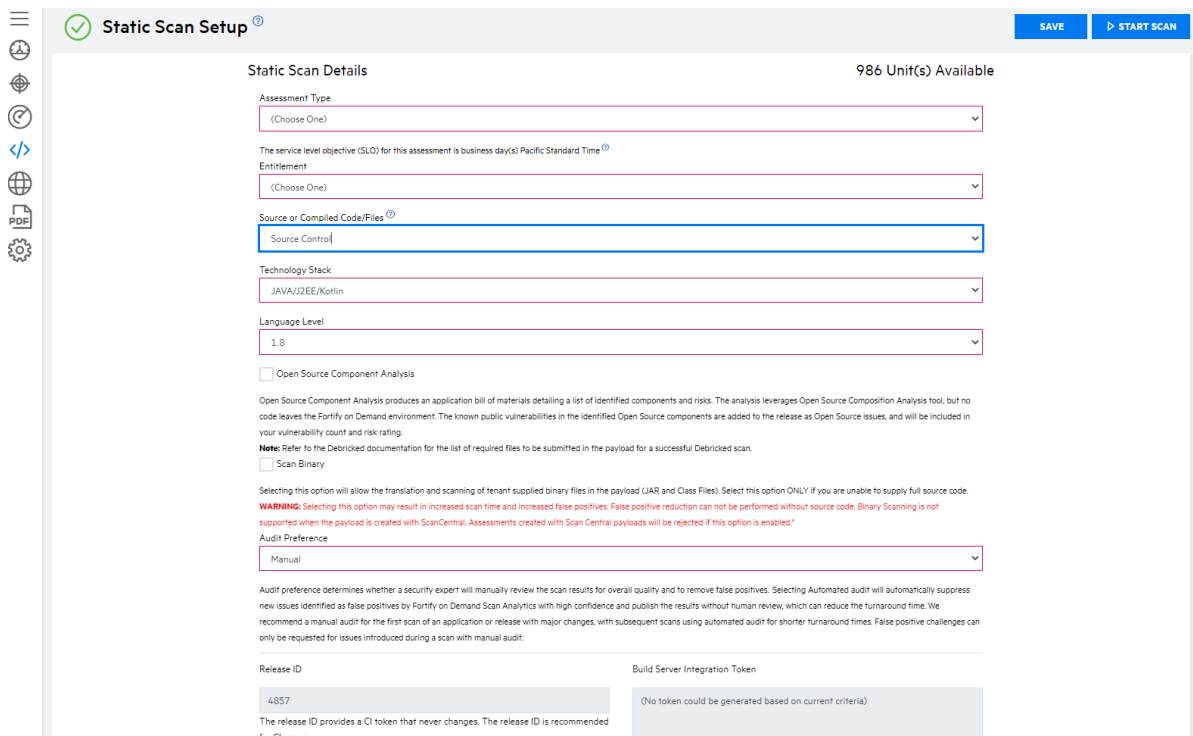 Static Scan Setup ?
SAVE
START SCAN
PDF
Static Scan Details
986 Unit(s) Available
Assessment Type
(Choose One)
The service level objective (SLO) for this assessment is business day(s) Pacific Standard Time ?
Entitlement
(Choose One)
Source or Compiled Code/Files ?
Source Control
Technology Stack
JAVA/J2EE/Kotlin
Language Level
1.8
Open Source Component Analysis
Open Source Component Analysis produces an application bill of materials detailing a list of identified components and risks. The analysis leverages Open Source Composition Analysis tool, but no
code leaves the Fortify on Demand environment. The known public vulnerabilities in the identified Open Source components are added to the release as Open Source issues, and will be included in
your vulnerability count and risk rating.
Note: Refer to the Debricked documentation for the list of required files to be submitted in the payload for a successful Debricked scan.
Scan Binary
Selecting this option will allow the translation and scanning of tenant supplied binary files in the payload (JAR and Class Files). Select this option ONLY if you are unable to supply full source code.
WARNING: Selecting this option may result in increased scan time and increased false positives. False positive reduction can not be performed without source code. Binary Scanning is not
supported when the payload is created with ScanCentral. Assessments created with Scan Central payloads will be rejected if this option is enabled."
Audit Preference
Manual
Audit preference determines whether a security expert will manually review the scan results for overall quality and to remove false positives. Selecting Automated audit will automatically suppress
new issues identified as false positives by Fortify on Demand Scan Analytics with high confidence and publish the results without human review, which can reduce the turnaround time. We
recommend a manual audit for the first scan of an application or release with major changes, with subsequent scans using automated audit for shorter turnaround times. False positive challenges can
only be requested for issues introduced during a scan with manual audit.
Release ID
Build Server Integration Token
4857
(No token could be generated based on current criteria)
The release ID provides a CI token that never changes. The release ID is recommended